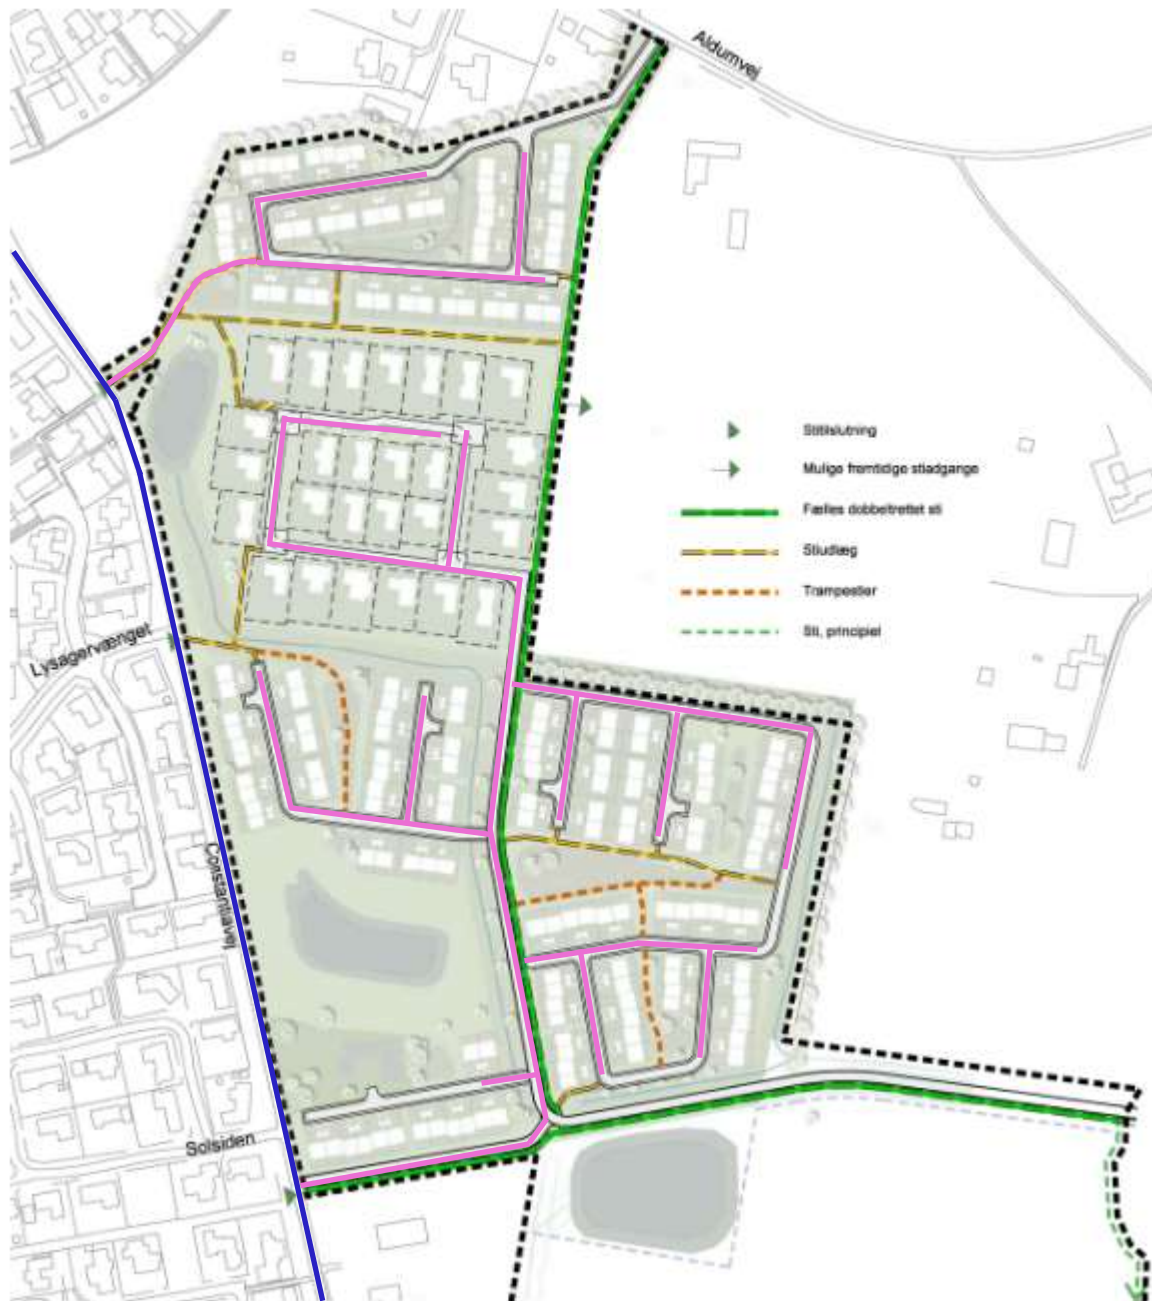 Aldumvej
Stitilslutning
Mulige fremtidige stiadgange
Fælles dobbeltrettet sti
Stiudlæg
Trampestier
Sti, principiel
Lysagervænget
Constantiavej
Solsiden